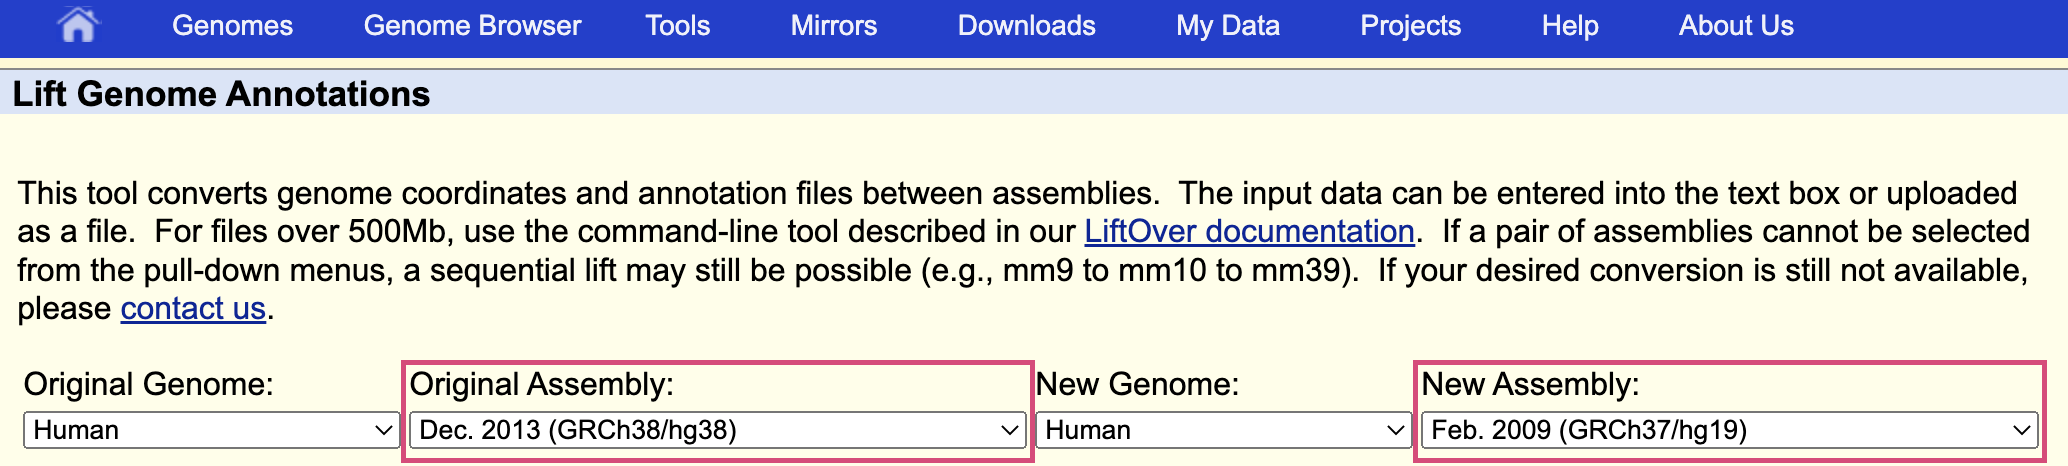 Genomes Genome Browser Tools Mirrors Downloads My Data Projects Help About Us
Lift Genome Annotations
This tool converts genome coordinates and annotation files between assemblies.  The input data can be entered into the text box or uploaded
as a file.  For files over 500Mb, use the command-line tool described in our LiftOver documentation.  If a pair of assemblies cannot be selected
from the pull-down menus, a sequential lift may still be possible (e.g., mm9 to mm10 to mm39).  If your desired conversion is still not available,
please contact us.
Original Genome: Original Assembly: New Genome: New Assembly:
Human Dec. 2013 (GRCh38/hg38) Human Feb. 2009 (GRCh37/hg19)